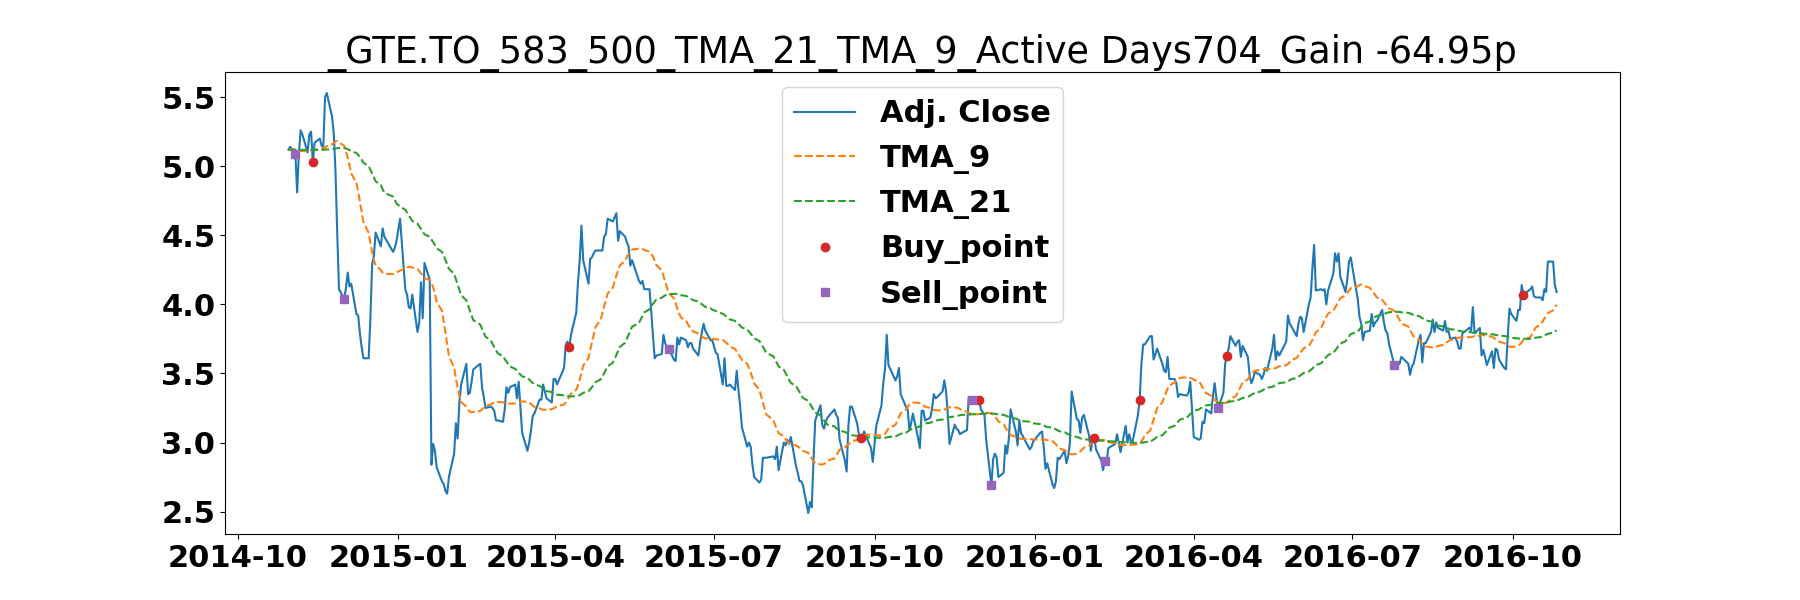 _GTE.TO_583_500_TMA_21_TMA_9_Active Days704_Gain -64.95p
Adj. Close
TMA_9
TMA_21
Buy_point
Sell_point
5.5
5.0
4.5
4.0
3.5
3.0
2.5
2014-10 2015-01 2015-04 2015-07 2015-10 2016-01 2016-04 2016-07 2016-10